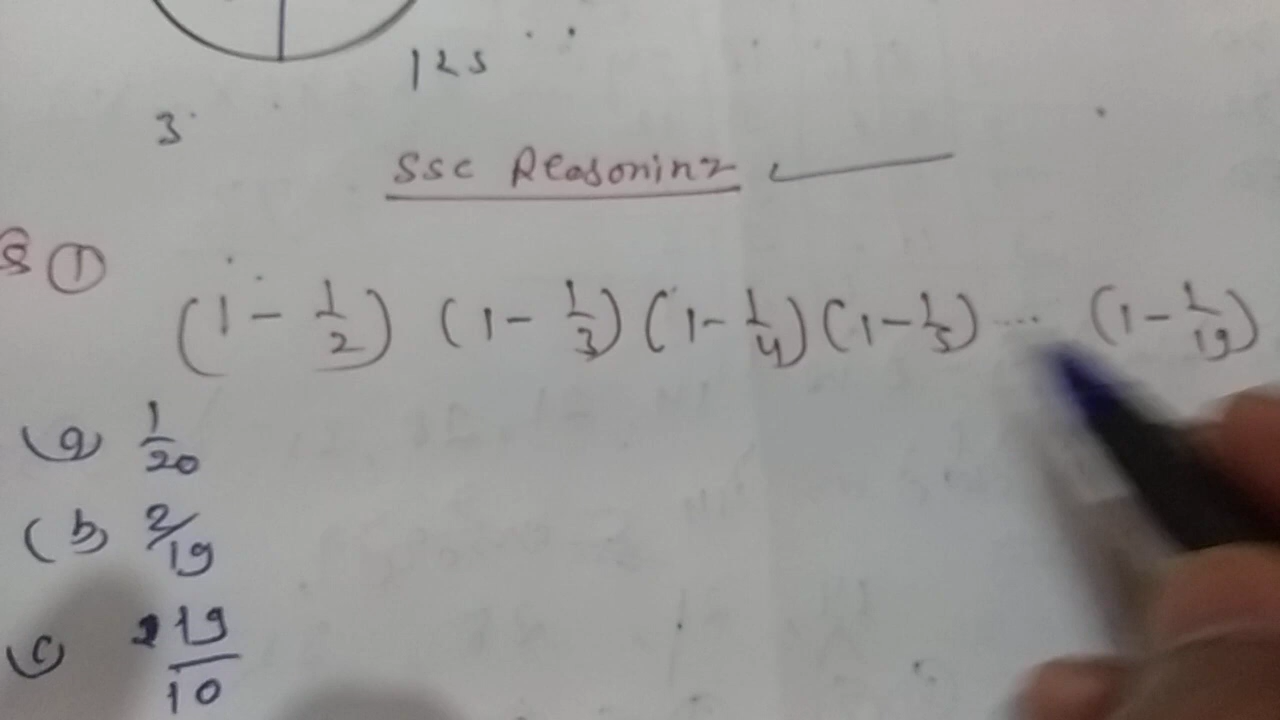 125
3
SSC Reasoning
Q ①
(1 - 1/2) (1 - 1/3) (1 - 1/4) (1 - 1/5) ... (1 - 1/19)
(a) 1/20
(b) 2/19
(c) 19/10